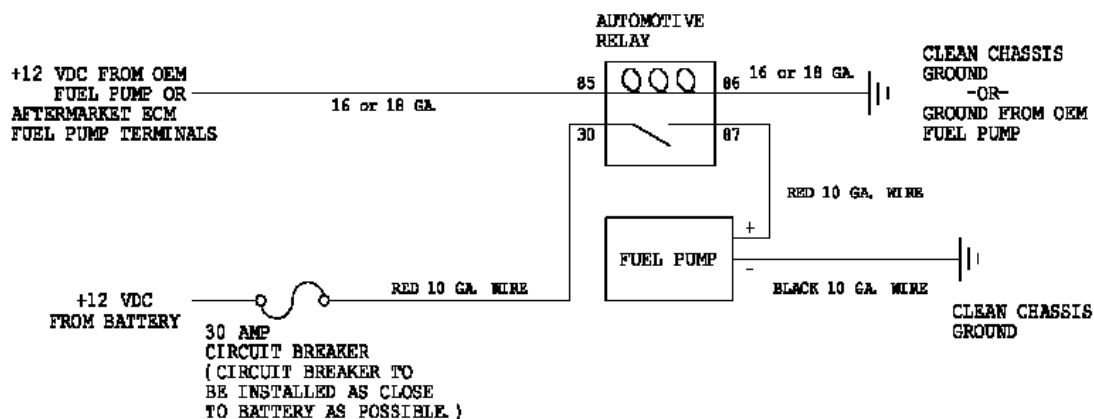 AUTOMOTIVE
RELAY
+12 VDC FROM OEM
FUEL PUMP OR
AFTERMARKET ECM
FUEL PUMP TERMINALS
16 or 18 GA.
85
86
16 or 18 GA.
CLEAN CHASSIS
GROUND
-OR-
GROUND FROM OEM
FUEL PUMP
30
87
RED 10 GA. WIRE
FUEL PUMP
+
-
BLACK 10 GA. WIRE
CLEAN CHASSIS
GROUND
+12 VDC
FROM BATTERY
RED 10 GA. WIRE
30 AMP
CIRCUIT BREAKER
(CIRCUIT BREAKER TO
BE INSTALLED AS CLOSE
TO BATTERY AS POSSIBLE.)